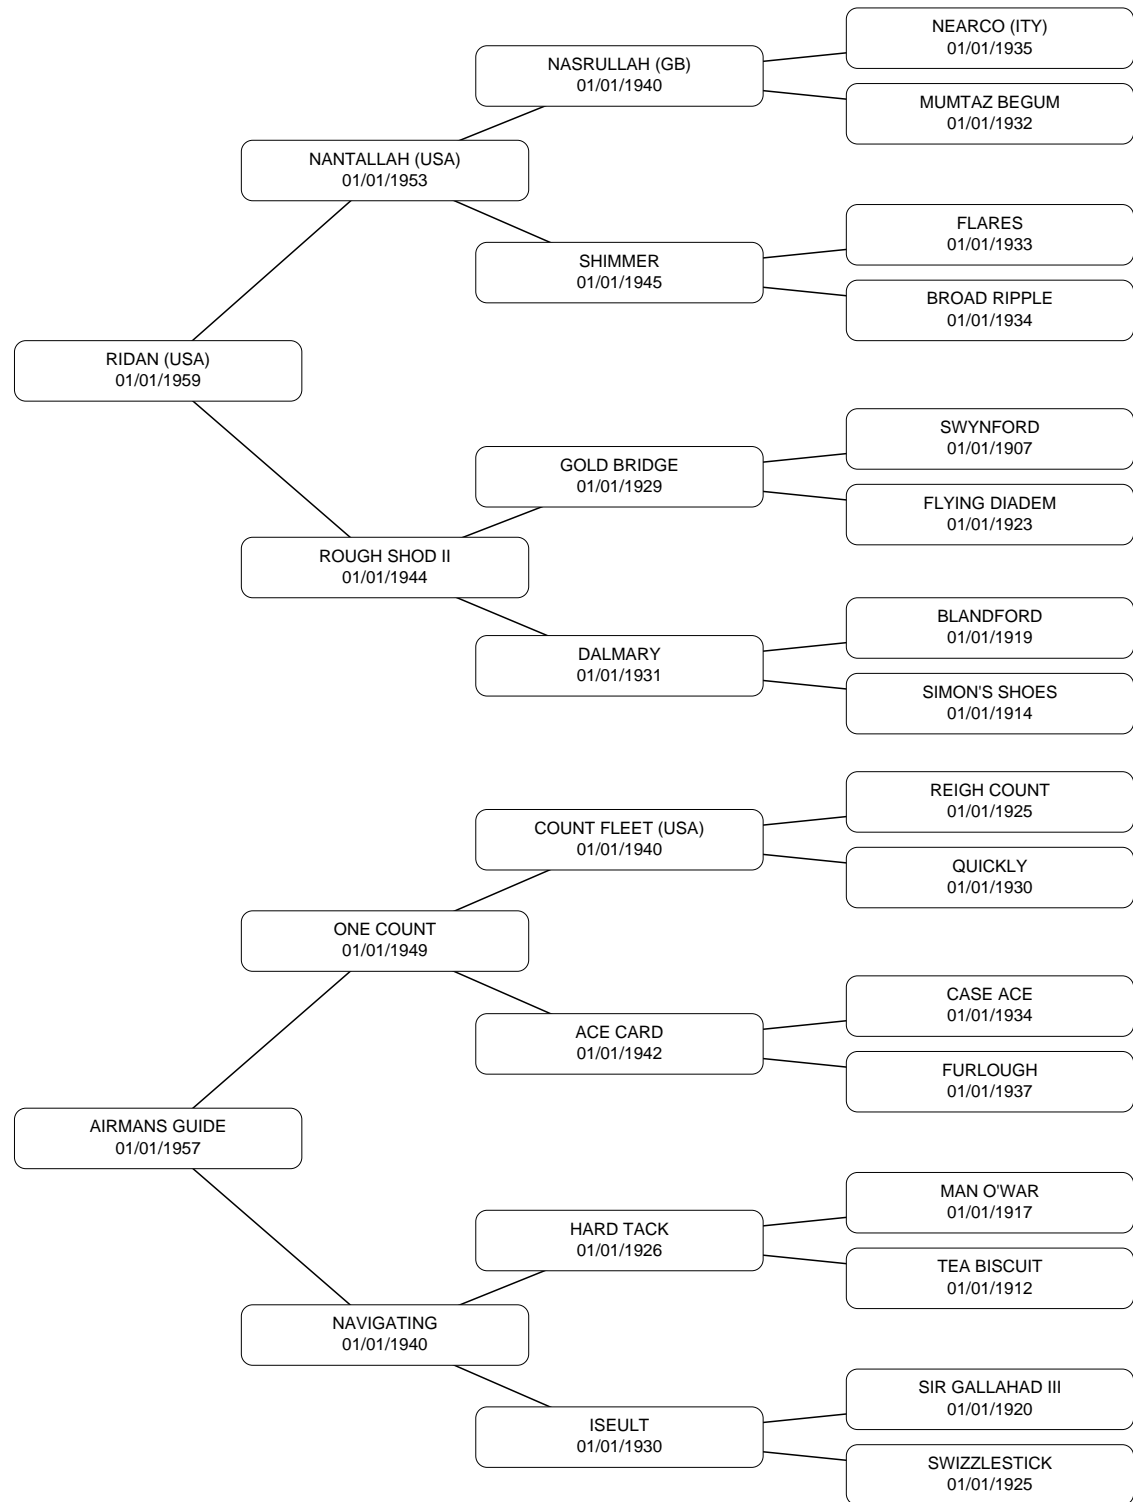 NEARCO (ITY)
01/01/1935
NASRULLAH (GB)
01/01/1940
MUMTAZ BEGUM
01/01/1932
NANTALLAH (USA)
01/01/1953
FLARES
01/01/1933
SHIMMER
01/01/1945
BROAD RIPPLE
01/01/1934
RIDAN (USA)
01/01/1959
SWYNFORD
01/01/1907
GOLD BRIDGE
01/01/1929
FLYING DIADEM
01/01/1923
ROUGH SHOD II
01/01/1944
BLANDFORD
01/01/1919
DALMARY
01/01/1931
SIMON'S SHOES
01/01/1914
REIGH COUNT
01/01/1925
COUNT FLEET (USA)
01/01/1940
QUICKLY
01/01/1930
ONE COUNT
01/01/1949
CASE ACE
01/01/1934
ACE CARD
01/01/1942
FURLOUGH
01/01/1937
AIRMANS GUIDE
01/01/1957
MAN O'WAR
01/01/1917
HARD TACK
01/01/1926
TEA BISCUIT
01/01/1912
NAVIGATING
01/01/1940
SIR GALLAHAD III
01/01/1920
ISEULT
01/01/1930
SWIZZLESTICK
01/01/1925